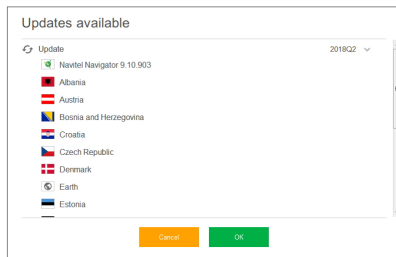 Updates available
Update 2018Q2
Navitel Navigator 9.10.903
Albania
Austria
Bosnia and Herzegovina
Croatia
Czech Republic
Denmark
Earth
Estonia
Cancel OK